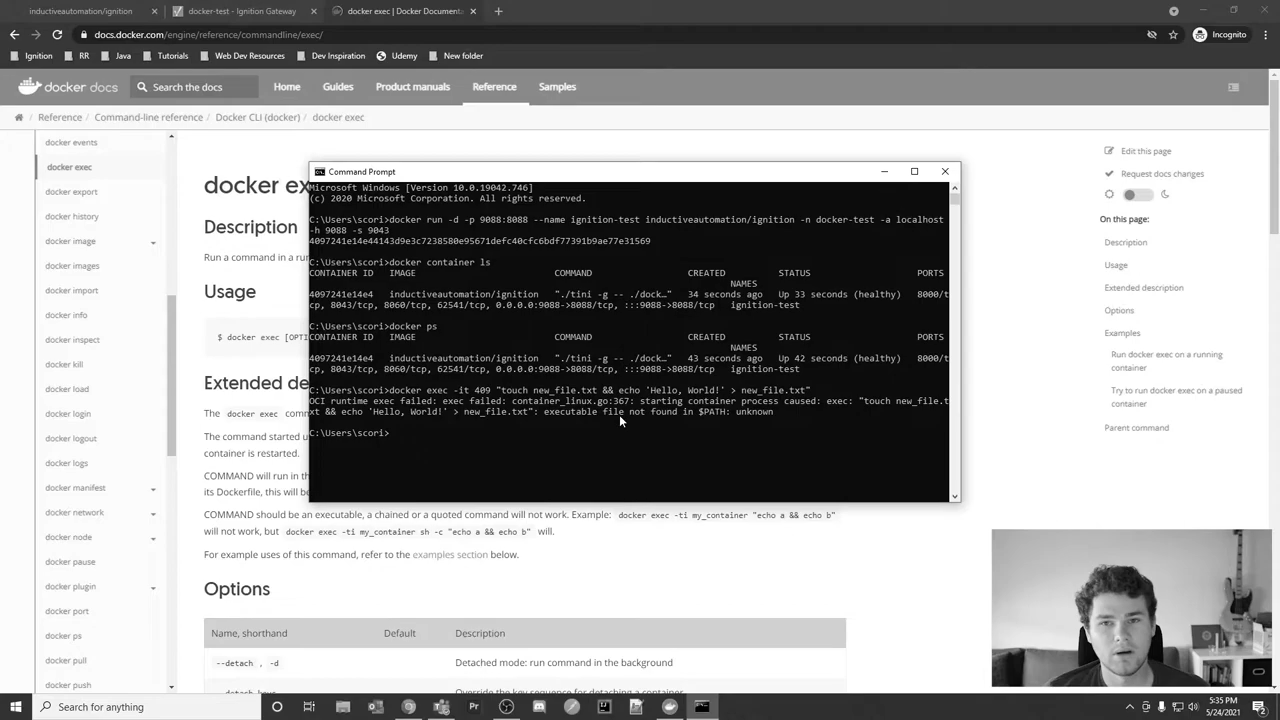 inductiveautomation/ignition
docker-test - Ignition Gateway
docker exec | Docker Documenta
docs.docker.com/engine/reference/commandline/exec/
Incognito
Ignition
RR
Java
Tutorials
Web Dev Resources
Dev Inspiration
Udemy
New folder
docker docs
Search the docs
Home
Guides
Product manuals
Reference
Samples
Reference / Command-line reference / Docker CLI (docker) / docker exec
docker events
docker exec
docker export
docker history
docker image
docker images
docker import
docker info
docker inspect
docker kill
docker load
docker login
docker logout
docker logs
docker manifest
docker network
docker node
docker pause
docker plugin
docker port
docker ps
docker pull
docker push
docker ex
Description
Run a command in a r
Usage
$ docker exec [OPTI
Extended de
The docker exec comm
The command started u
container is restarted.
COMMAND will run in th
its Dockerfile, this will b
COMMAND should be an executable, a chained or a quoted command will not work. Example: docker exec -ti my_container "echo a && echo b"
will not work, but docker exec -ti my_container sh -c "echo a && echo b" will.
For example uses of this command, refer to the examples section below.
Options
Name, shorthand Default Description
--detach , -d Detached mode: run command in the background
--detach-keys Override the key sequence for detaching a container
Command Prompt
Microsoft Windows [Version 10.0.19042.746]
(c) 2020 Microsoft Corporation. All rights reserved.
C:\Users\scori>docker run -d -p 9088:8088 --name ignition-test inductiveautomation/ignition -n docker-test -a localhost
-h 9088 -s 9043
4097241e14e44143d9e3c7238580e95671defc40cfc6bdf77391b9ae77e31569
C:\Users\scori>docker container ls
CONTAINER ID IMAGE COMMAND CREATED STATUS PORTS
NAMES
4097241e14e4 inductiveautomation/ignition "./tini -g -- ./dock…" 34 seconds ago Up 33 seconds (healthy) 8000/t
cp, 8043/tcp, 8060/tcp, 62541/tcp, 0.0.0.0:9088->8088/tcp, :::9088->8088/tcp ignition-test
C:\Users\scori>docker ps
CONTAINER ID IMAGE COMMAND CREATED STATUS PORTS
NAMES
4097241e14e4 inductiveautomation/ignition "./tini -g -- ./dock…" 43 seconds ago Up 42 seconds (healthy) 8000/t
cp, 8043/tcp, 8060/tcp, 62541/tcp, 0.0.0.0:9088->8088/tcp, :::9088->8088/tcp ignition-test
C:\Users\scori>docker exec -it 409 "touch new_file.txt && echo 'Hello, World!' > new_file.txt"
OCI runtime exec failed: exec failed: container_linux.go:367: starting container process caused: exec: "touch new_file.t
xt && echo 'Hello, World!' > new_file.txt": executable file not found in $PATH: unknown
C:\Users\scori>
Edit this page
Request docs changes
On this page:
Description
Usage
Extended description
Options
Examples
Run docker exec on a running
container
Try to run docker exec on a paused
container
Parent command
Search for anything
5:35 PM
5/24/2021